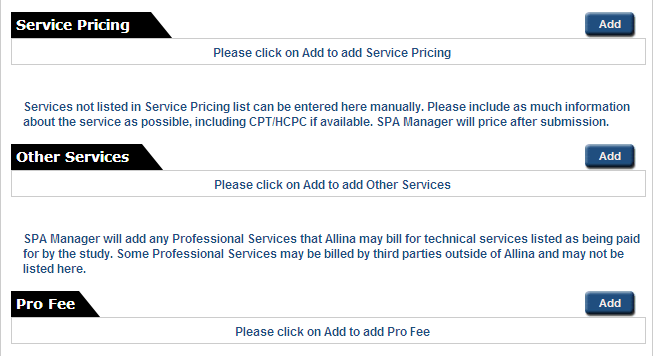 Service Pricing
Add
Please click on Add to add Service Pricing
Services not listed in Service Pricing list can be entered here manually. Please include as much information
about the service as possible, including CPT/HCPC if available. SPA Manager will price after submission.
Other Services
Add
Please click on Add to add Other Services
SPA Manager will add any Professional Services that Allina may bill for technical services listed as being paid
for by the study. Some Professional Services may be billed by third parties outside of Allina and may not be
listed here.
Pro Fee
Add
Please click on Add to add Pro Fee